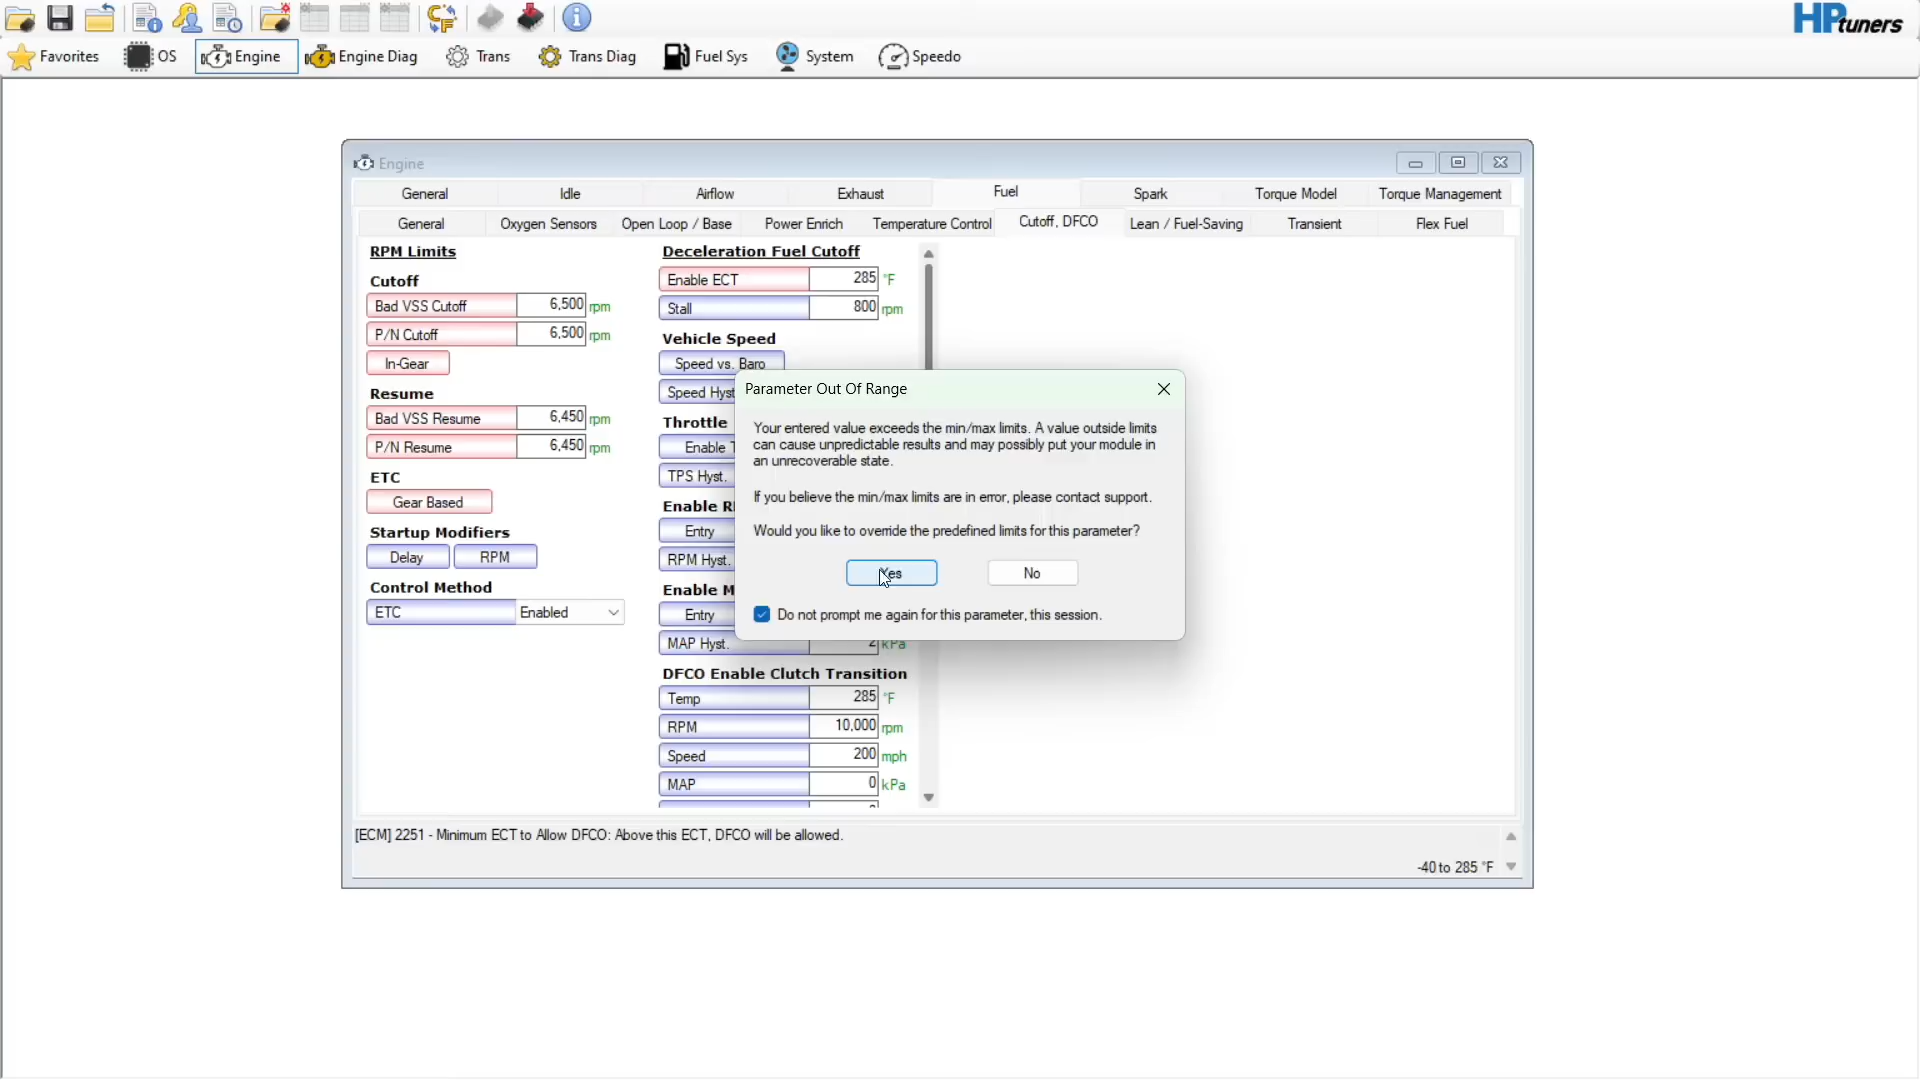 HPtuners
Favorites
OS
Engine
Engine Diag
Trans
Trans Diag
Fuel Sys
System
Speedo
Engine
General
Idle
Airflow
Exhaust
Fuel
Spark
Torque Model
Torque Management
General
Oxygen Sensors
Open Loop / Base
Power Enrich
Temperature Control
Cutoff, DFCO
Lean / Fuel-Saving
Transient
Flex Fuel
RPM Limits
Cutoff
Bad VSS Cutoff 6,500 rpm
P/N Cutoff 6,500 rpm
In-Gear
Resume
Bad VSS Resume 6,450 rpm
P/N Resume 6,450 rpm
ETC
Gear Based
Startup Modifiers
Delay RPM
Control Method
ETC Enabled
Deceleration Fuel Cutoff
Enable ECT 285 °F
Stall 800 rpm
Vehicle Speed
Speed vs. Baro
Speed Hyst
Throttle
Enable T
TPS Hyst.
Enable R
Entry
RPM Hyst.
Enable M
Entry
MAP Hyst. 2 kPa
DFCO Enable Clutch Transition
Temp 285 °F
RPM 10,000 rpm
Speed 200 mph
MAP 0 kPa
Parameter Out Of Range
Your entered value exceeds the min/max limits. A value outside limits
can cause unpredictable results and may possibly put your module in
an unrecoverable state.
If you believe the min/max limits are in error, please contact support.
Would you like to override the predefined limits for this parameter?
Yes No
Do not prompt me again for this parameter, this session.
[ECM] 2251 - Minimum ECT to Allow DFCO: Above this ECT, DFCO will be allowed.
-40 to 285 °F